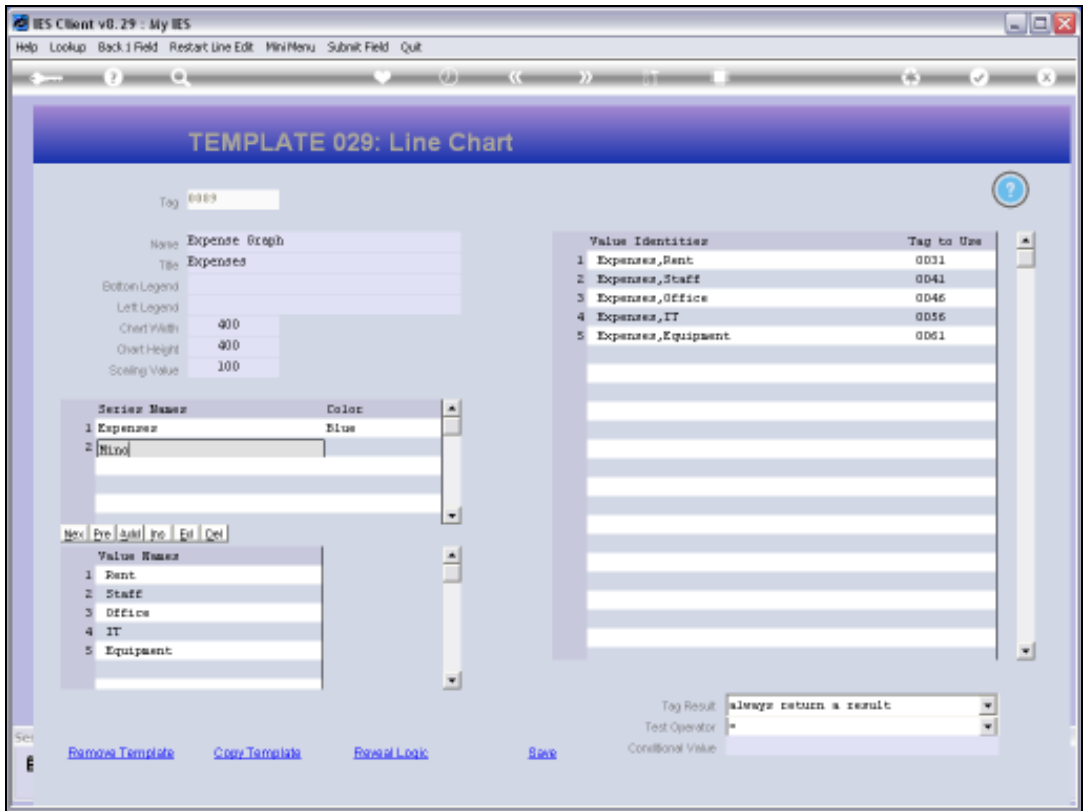 IES Client v8.29 : My IES
Help Lookup Back 1 Field Restart Line Edit Mini Menu Submit Field Quit
TEMPLATE 029: Line Chart
Tag 0009
Name Expense Graph
Title Expenses
Bottom Legend
Left Legend
Chart Width 400
Chart Height 400
Scaling Value 100
Series Names Color
1 Expenses Blue
2 Mino
Nex Pre Add Ins Ed Del
Value Names
1 Rent
2 Staff
3 Office
4 IT
5 Equipment
Value Identities Tag to Use
1 Expenses,Rent 0031
2 Expenses,Staff 0041
3 Expenses,Office 0046
4 Expenses,IT 0056
5 Expenses,Equipment 0061
Tag Result always return a result
Test Operator =
Conditional Value
Remove Template Copy Template Reveal Logic Save